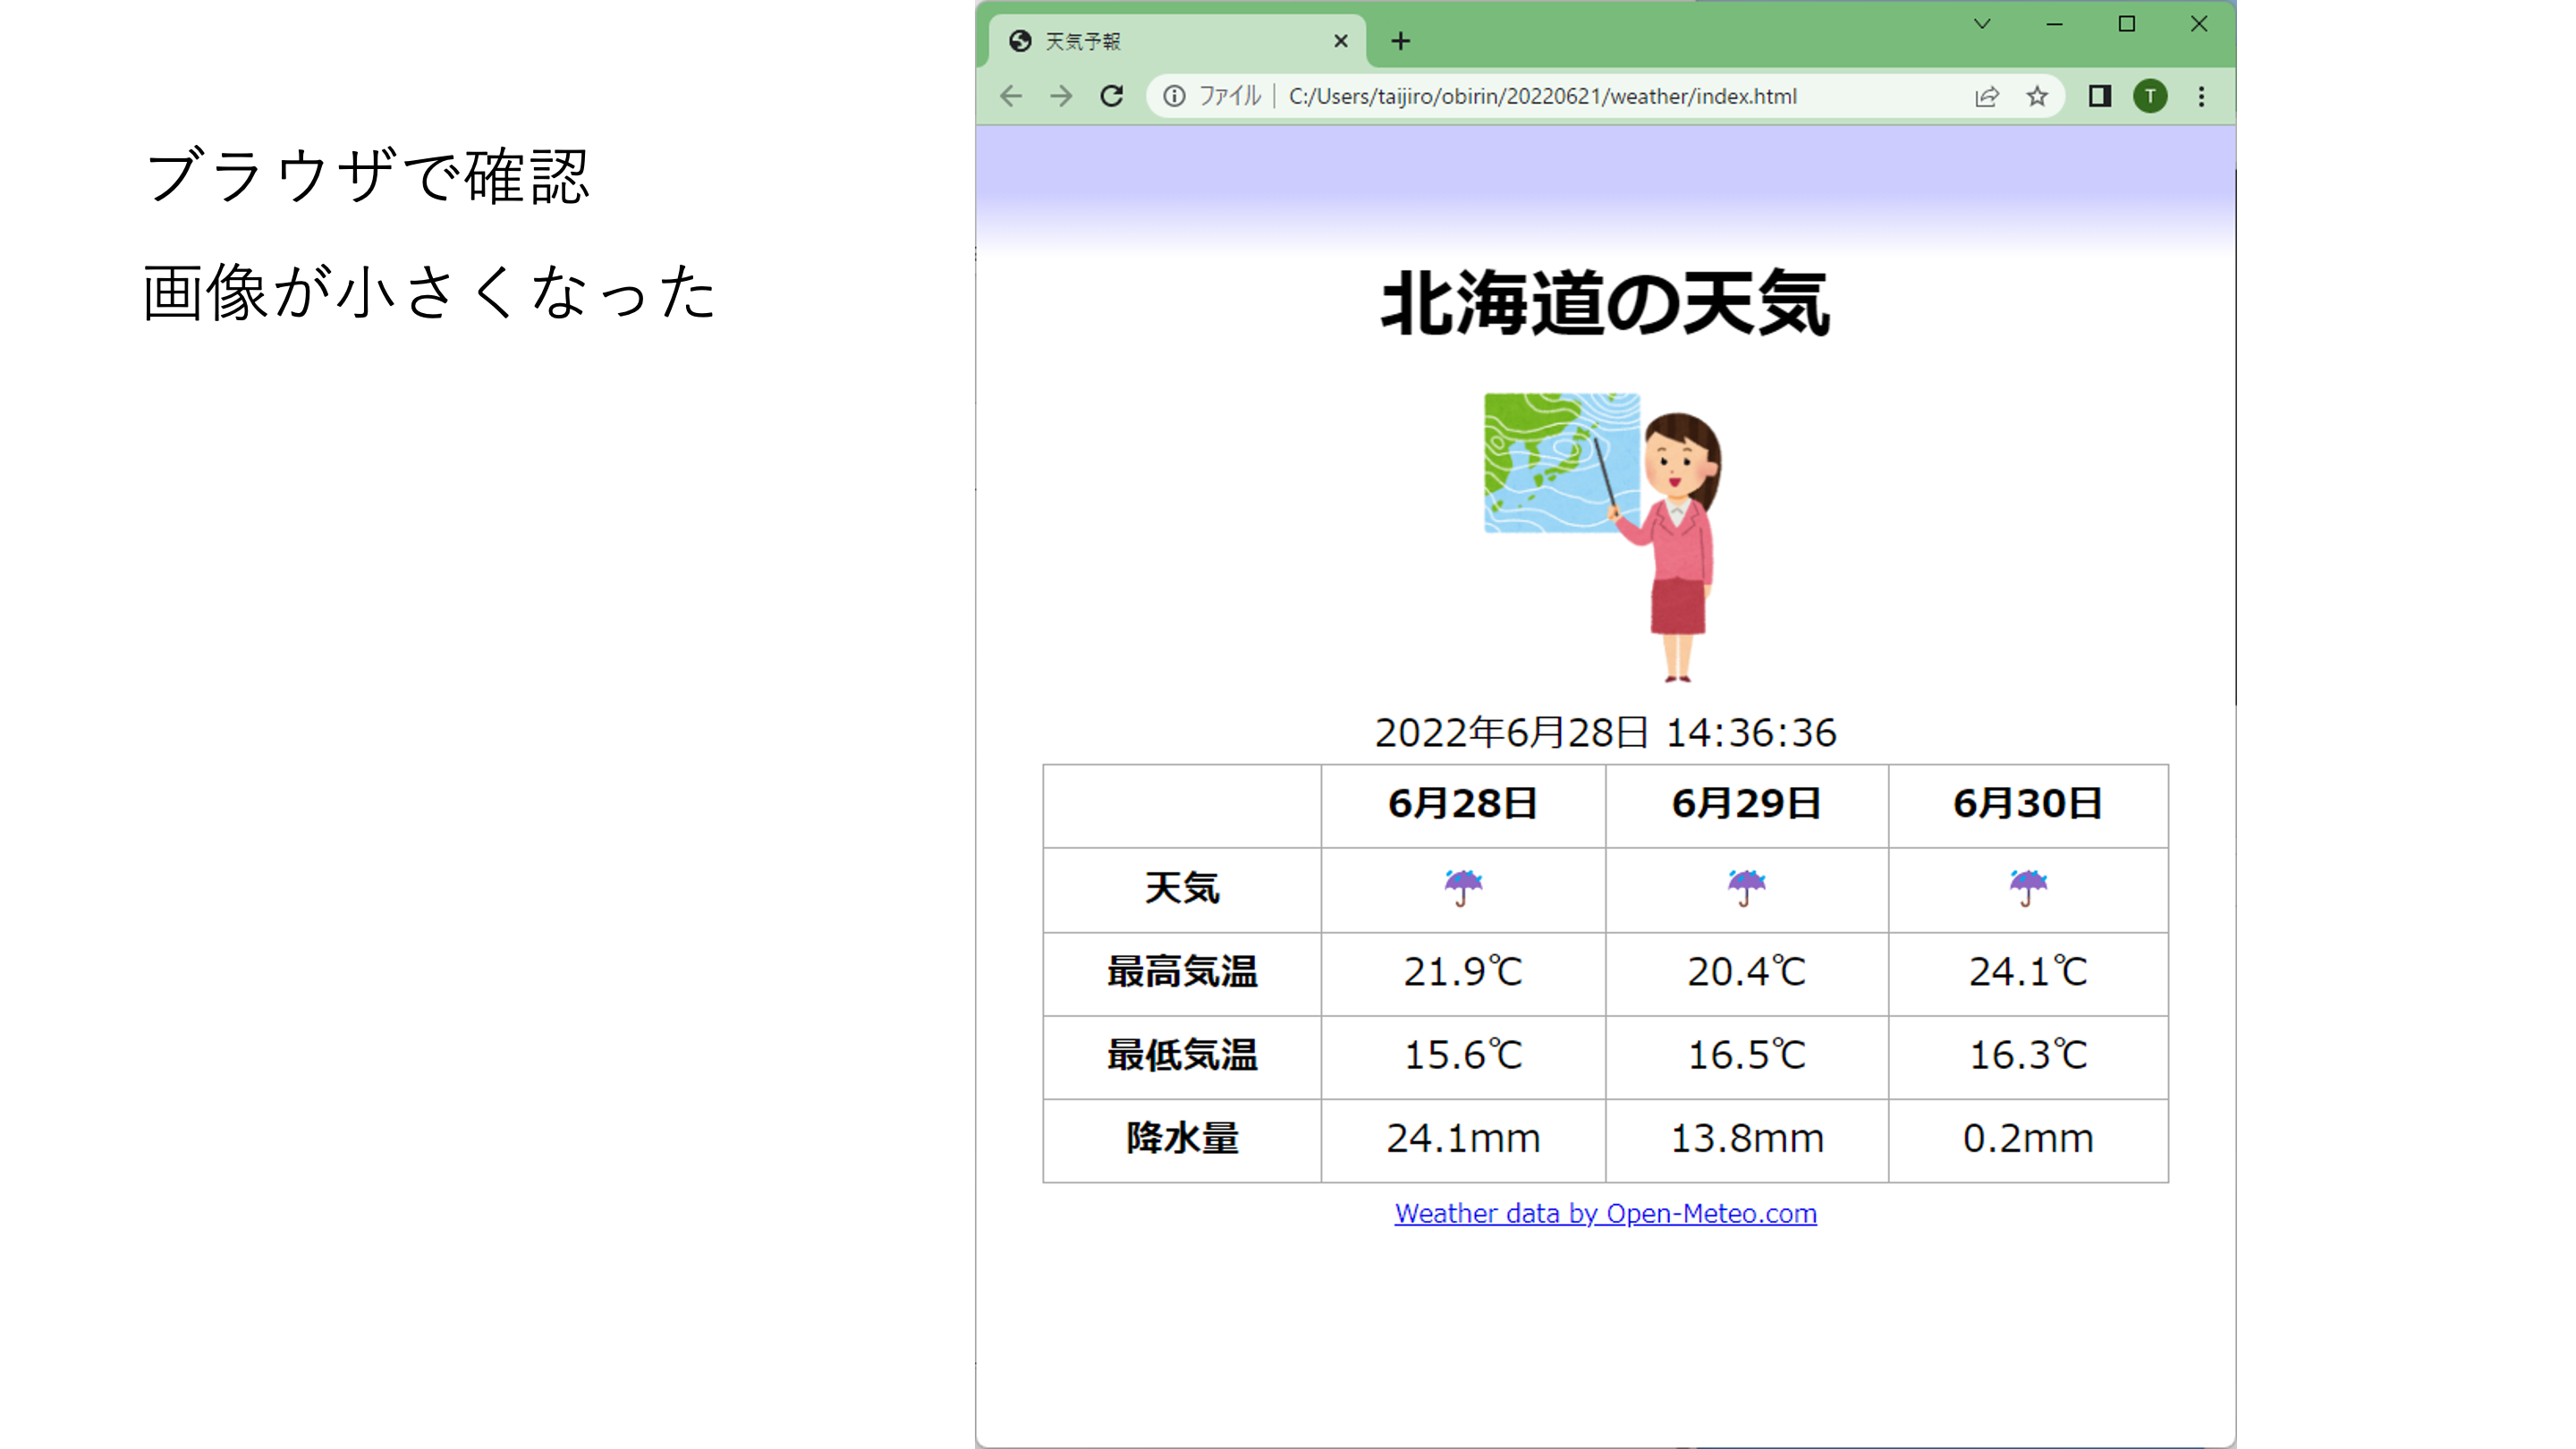 ブラウザで確認
画像が小さくなった
天気予報
ファイル C:/Users/taijiro/obirin/20220621/weather/index.html
T
北海道の天気
2022年6月28日 14:36:36
6月28日 6月29日 6月30日
天気 ☔ ☔ ☔
最高気温 21.9℃ 20.4℃ 24.1℃
最低気温 15.6℃ 16.5℃ 16.3℃
降水量 24.1mm 13.8mm 0.2mm
Weather data by Open-Meteo.com